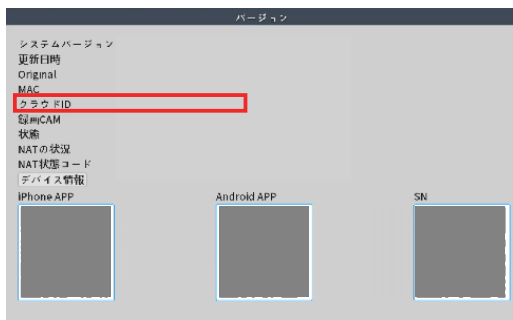 バージョン
システムバージョン
更新日時
Original
MAC
クラウドID
録画CAM
状態
NATの状況
NAT状態コード
デバイス情報
iPhone APP Android APP SN